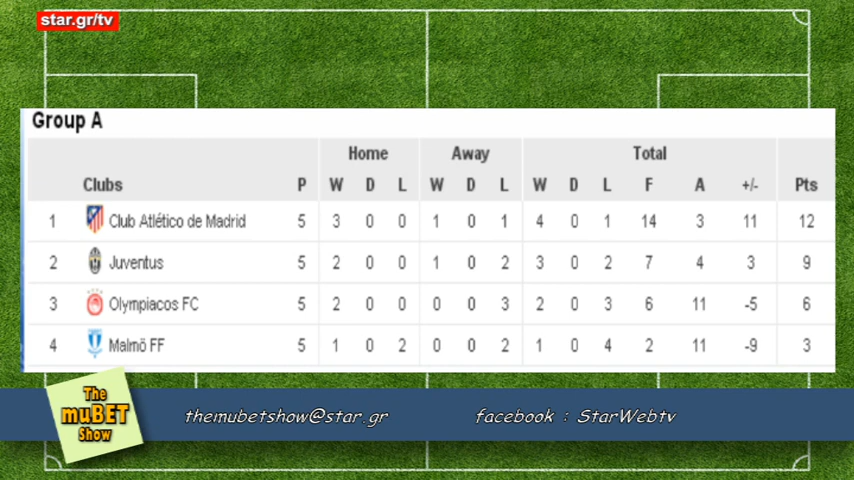 star.gr/tv
Group A
Home Away Total
Clubs P W D L W D L W D L F A +/- Pts
1 Club Atlético de Madrid 5 3 0 0 1 0 1 4 0 1 14 3 11 12
2 Juventus 5 2 0 0 1 0 2 3 0 2 7 4 3 9
3 Olympiacos FC 5 2 0 0 0 0 3 2 0 3 6 11 -5 6
4 Malmö FF 5 1 0 2 0 0 2 1 0 4 2 11 -9 3
The
muBET
Show
themubetshow@star.gr facebook : StarWebtv